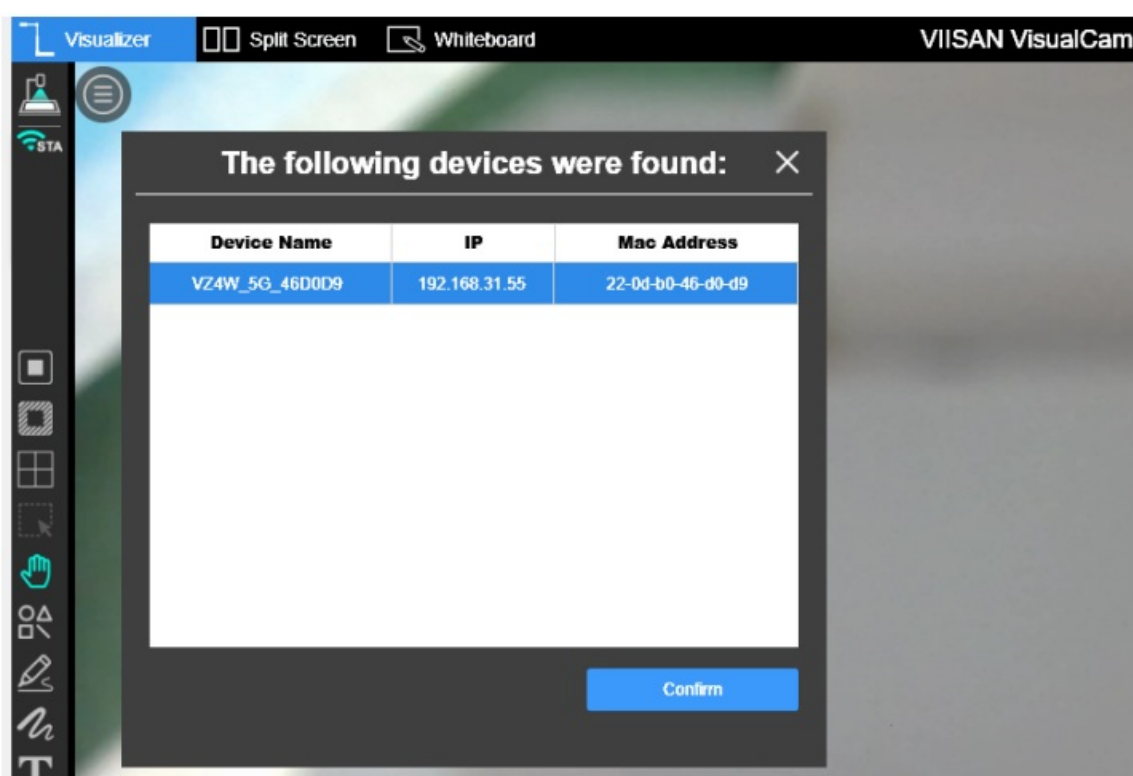 Visualizer Split Screen Whiteboard VIISAN VisualCam
STA
The following devices were found:
Device Name IP Mac Address
VZ4W_5G_46D0D9 192.168.31.55 22-0d-b0-46-d0-d9
Confirm
T